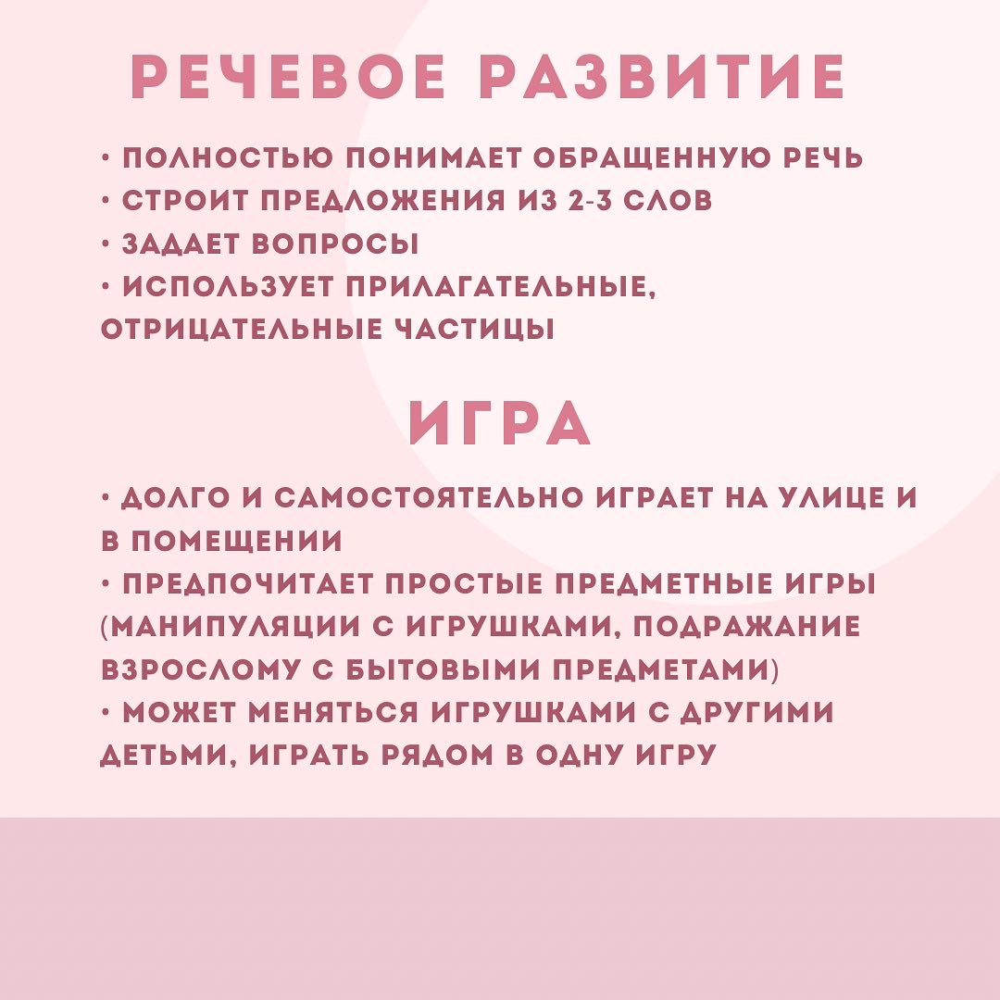 РЕЧЕВОЕ РАЗВИТИЕ
• ПОЛНОСТЬЮ ПОНИМАЕТ ОБРАЩЕННУЮ РЕЧЬ
• СТРОИТ ПРЕДЛОЖЕНИЯ ИЗ 2-3 СЛОВ
• ЗАДАЕТ ВОПРОСЫ
• ИСПОЛЬЗУЕТ ПРИЛАГАТЕЛЬНЫЕ,
ОТРИЦАТЕЛЬНЫЕ ЧАСТИЦЫ
ИГРА
• ДОЛГО И САМОСТОЯТЕЛЬНО ИГРАЕТ НА УЛИЦЕ И
В ПОМЕЩЕНИИ
• ПРЕДПОЧИТАЕТ ПРОСТЫЕ ПРЕДМЕТНЫЕ ИГРЫ
(МАНИПУЛЯЦИИ С ИГРУШКАМИ, ПОДРАЖАНИЕ
ВЗРОСЛОМУ С БЫТОВЫМИ ПРЕДМЕТАМИ)
• МОЖЕТ МЕНЯТЬСЯ ИГРУШКАМИ С ДРУГИМИ
ДЕТЬМИ, ИГРАТЬ РЯДОМ В ОДНУ ИГРУ